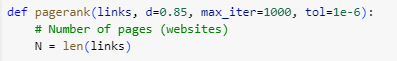 def pagerank(links, d=0.85, max_iter=1000, tol=1e-6):
    # Number of pages (websites)
    N = len(links)